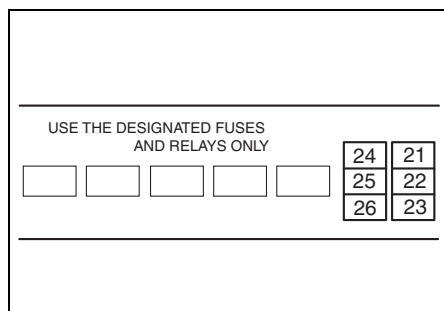 USE THE DESIGNATED FUSES
AND RELAYS ONLY
24 21
25 22
26 23